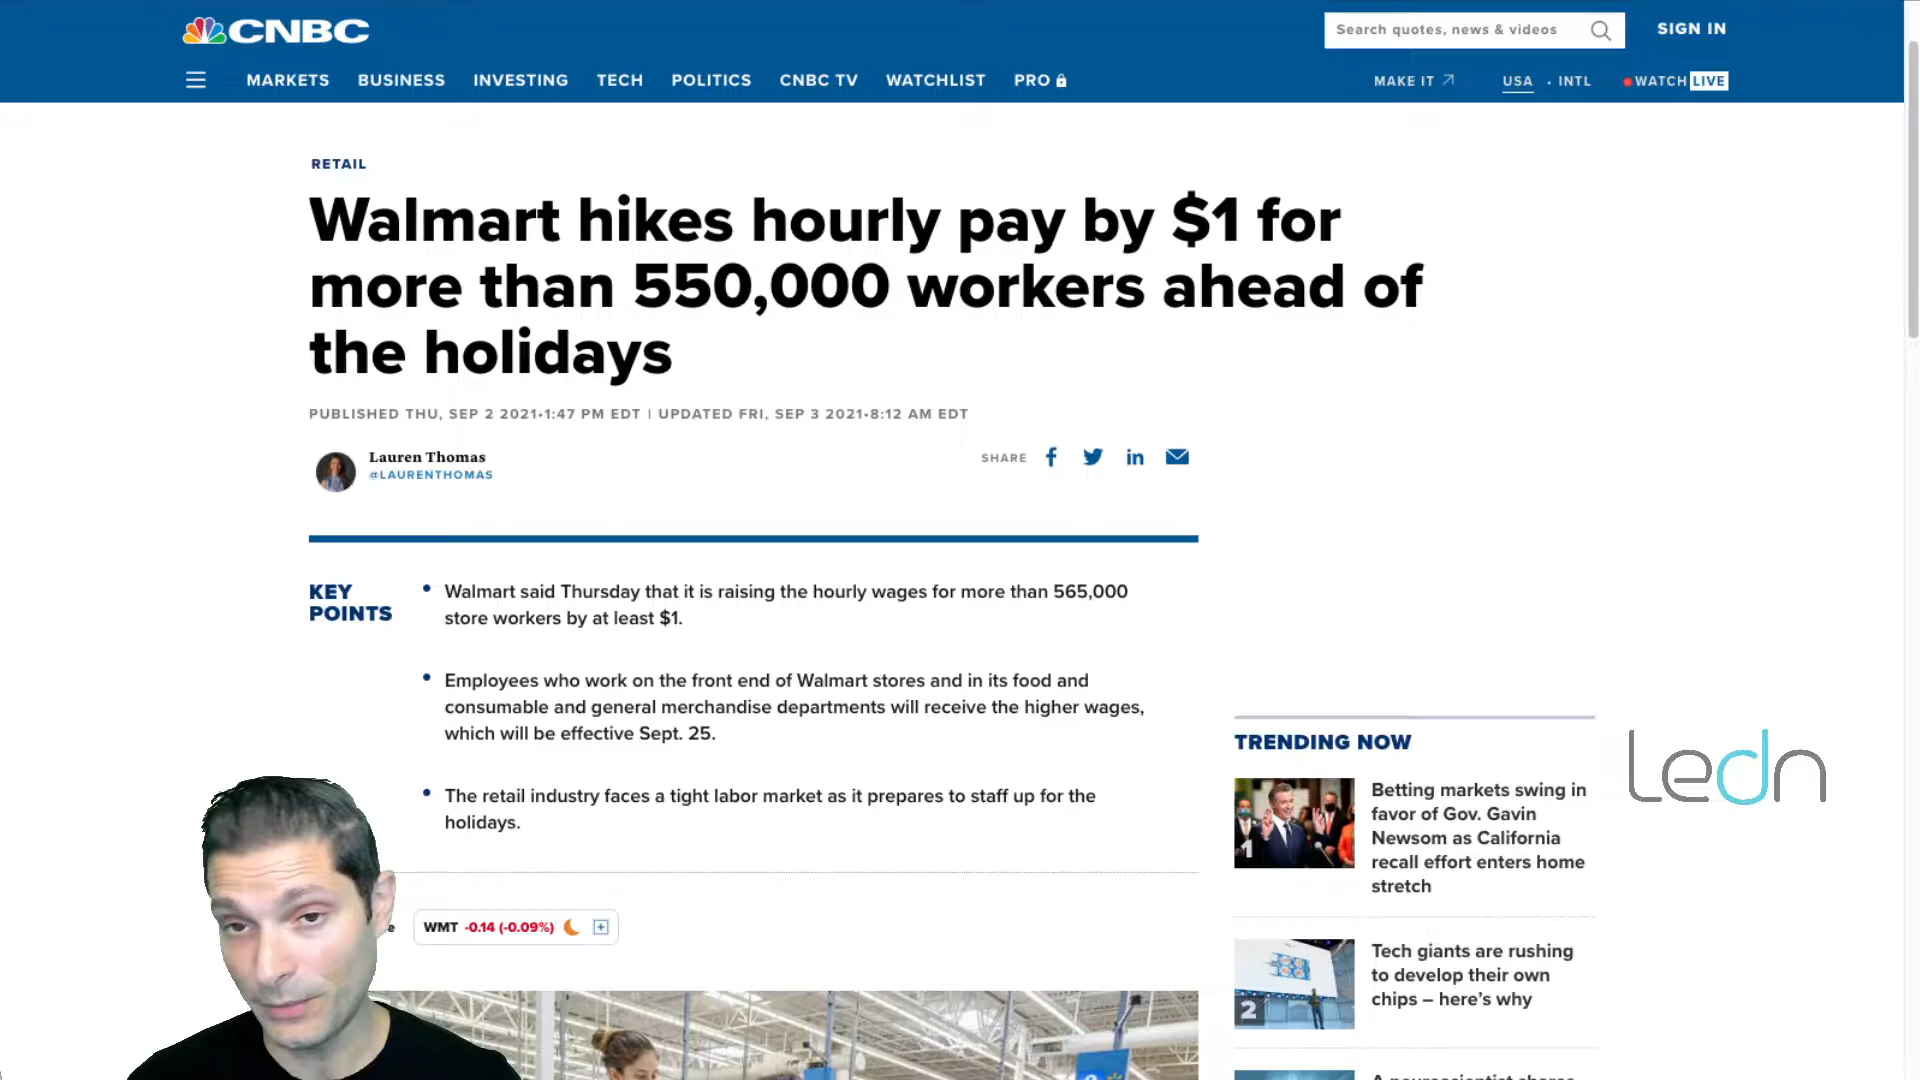 CNBC
Search quotes, news & videos
SIGN IN
MARKETS BUSINESS INVESTING TECH POLITICS CNBC TV WATCHLIST PRO
MAKE IT USA • INTL WATCH LIVE
RETAIL
Walmart hikes hourly pay by $1 for
more than 550,000 workers ahead of
the holidays
PUBLISHED THU, SEP 2 2021•1:47 PM EDT | UPDATED FRI, SEP 3 2021•8:12 AM EDT
Lauren Thomas
@LAURENTHOMAS
SHARE
KEY
POINTS
• Walmart said Thursday that it is raising the hourly wages for more than 565,000
store workers by at least $1.
• Employees who work on the front end of Walmart stores and in its food and
consumable and general merchandise departments will receive the higher wages,
which will be effective Sept. 25.
• The retail industry faces a tight labor market as it prepares to staff up for the
holidays.
WMT -0.14 (-0.09%)
TRENDING NOW
1
Betting markets swing in
favor of Gov. Gavin
Newsom as California
recall effort enters home
stretch
2
Tech giants are rushing
to develop their own
chips – here's why
A neuroscientist shares
ledn